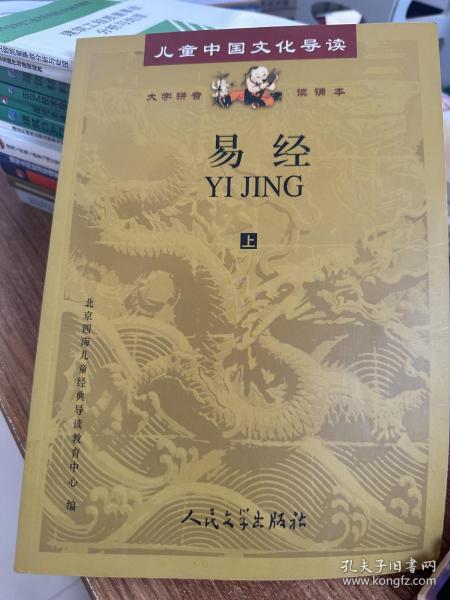 儿童中国文化导读
大字拼音 读诵本
易经
YI JING
上
北京四海儿童经典导读教育中心 编
人民文学出版社
孔夫子旧书网
www.kongfz.com